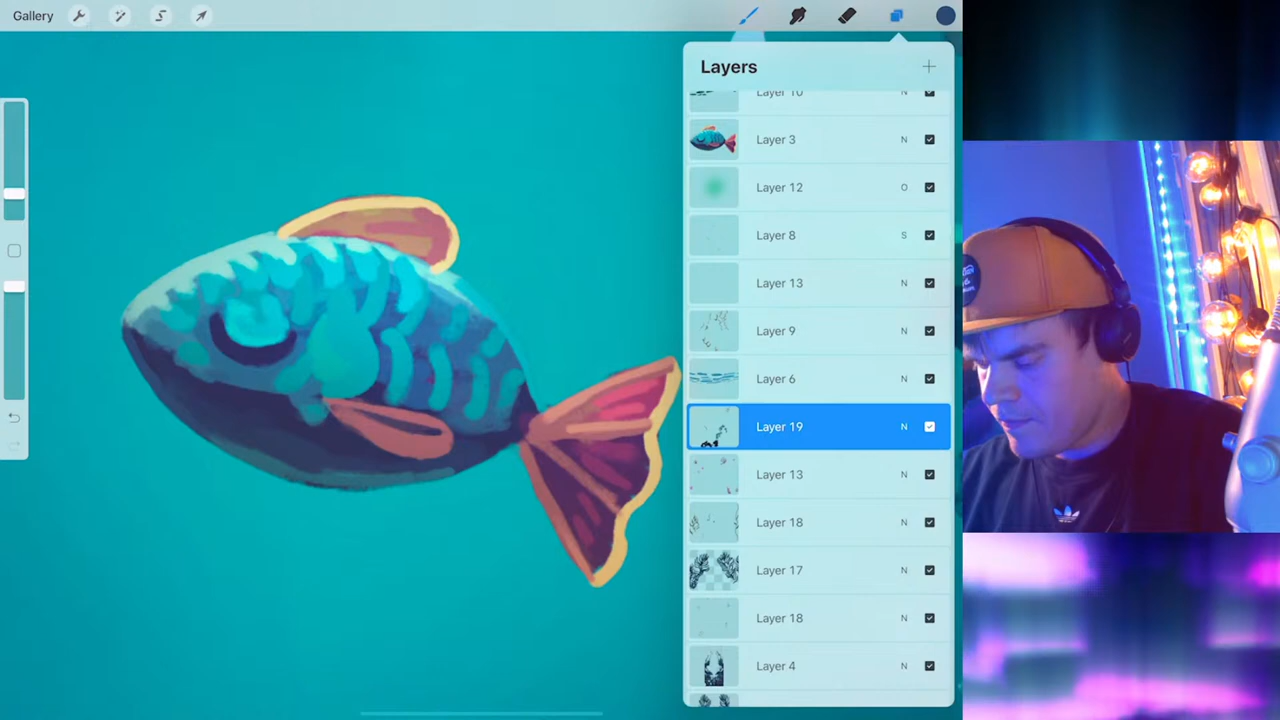 Gallery
Layers
Layer 10 N
Layer 3 N
Layer 12 O
Layer 8 S
Layer 13 N
Layer 9 N
Layer 6 N
Layer 19 N
Layer 13 N
Layer 18 N
Layer 17 N
Layer 18 N
Layer 4 N